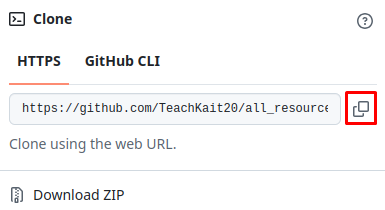 Clone
HTTPS GitHub CLI
https://github.com/TeachKait20/all_resource
Clone using the web URL.
Download ZIP